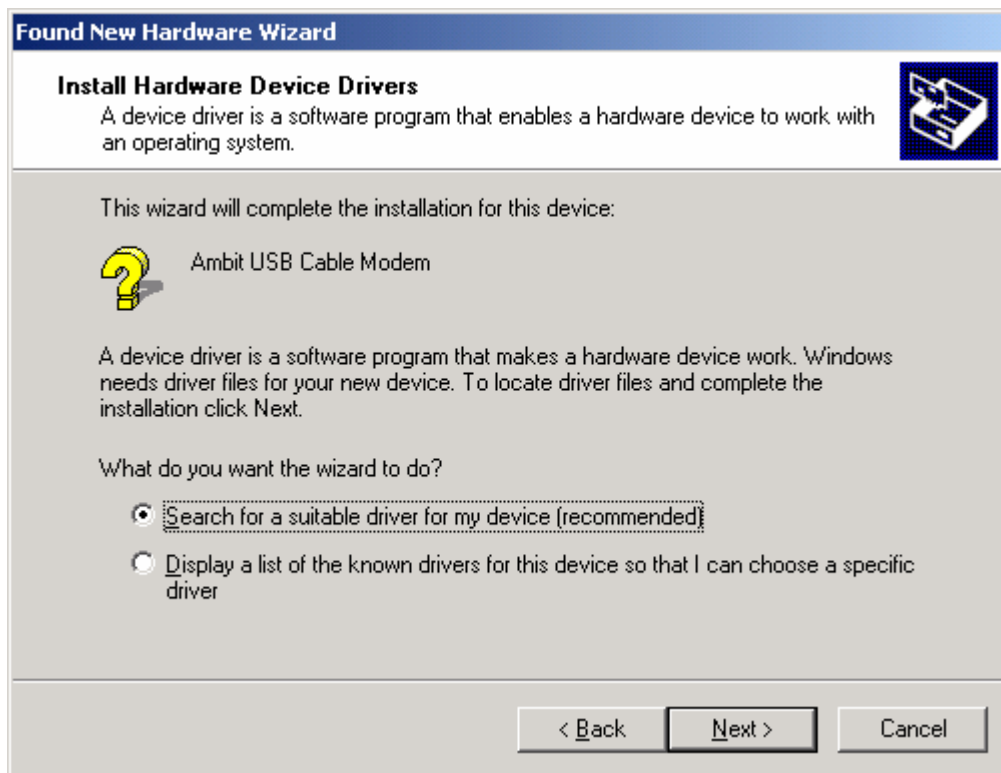 Found New Hardware Wizard
Install Hardware Device Drivers
A device driver is a software program that enables a hardware device to work with
an operating system.
This wizard will complete the installation for this device:
Ambit USB Cable Modem
A device driver is a software program that makes a hardware device work. Windows
needs driver files for your new device. To locate driver files and complete the
installation click Next.
What do you want the wizard to do?
Search for a suitable driver for my device (recommended)
Display a list of the known drivers for this device so that I can choose a specific
driver
< Back Next > Cancel